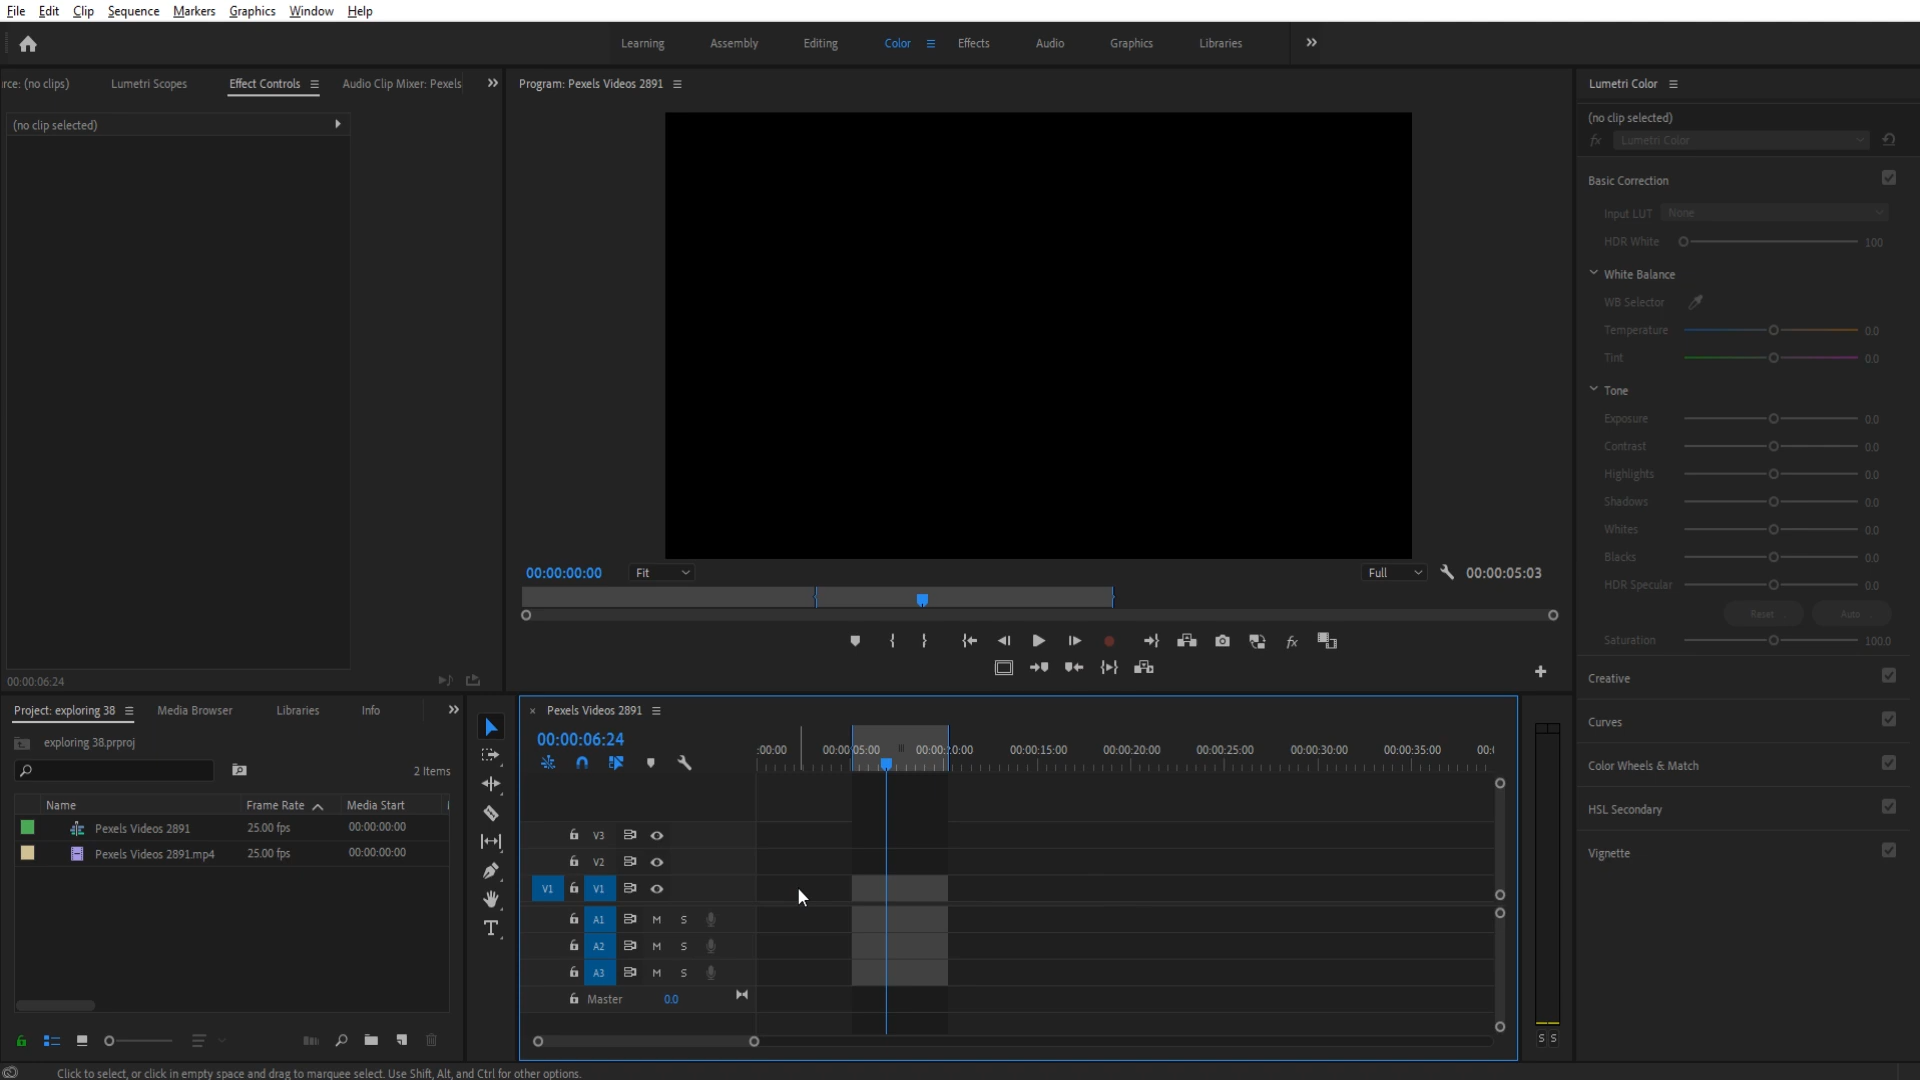 File Edit Clip Sequence Markers Graphics Window Help
Learning Assembly Editing Color Effects Audio Graphics Libraries
rce: (no clips) Lumetri Scopes Effect Controls Audio Clip Mixer: Pexels
(no clip selected)
00:00:06:24
Program: Pexels Videos 2891
00:00:00:00 Fit Full 00:00:05:03
Lumetri Color
(no clip selected)
fx Lumetri Color
Basic Correction
Input LUT None
HDR White 100
White Balance
WB Selector
Temperature 0.0
Tint 0.0
Tone
Exposure 0.0
Contrast 0.0
Highlights 0.0
Shadows 0.0
Whites 0.0
Blacks 0.0
HDR Specular 0.0
Reset Auto
Saturation 100.0
Creative
Curves
Color Wheels & Match
HSL Secondary
Vignette
Project: exploring 38 Media Browser Libraries Info
exploring 38.prproj
2 Items
Name Frame Rate Media Start
Pexels Videos 2891 25.00 fps 00:00:00:00
Pexels Videos 2891.mp4 25.00 fps 00:00:00:00
× Pexels Videos 2891
00:00:06:24
:00:00 00:00:05:00 00:00:10:00 00:00:15:00 00:00:20:00 00:00:25:00 00:00:30:00 00:00:35:00 00:0
V3
V2
V1 V1
A1 M S
A2 M S
A3 M S
Master 0.0
S S
Click to select, or click in empty space and drag to marquee select. Use Shift, Alt, and Ctrl for other options.